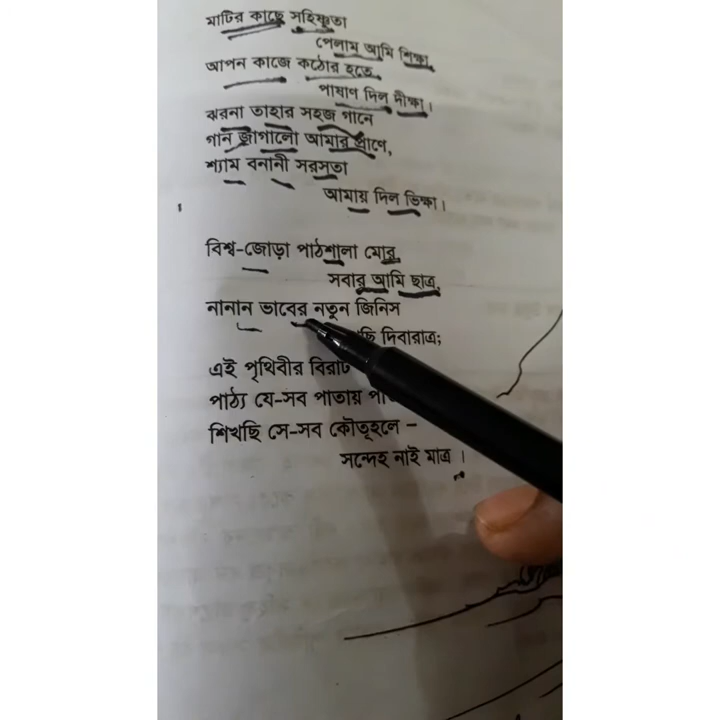 মাটির কাছে সহিষ্ণুতা
পেলাম আমি শিক্ষা,
আপন কাজে কঠোর হতে
পাষাণ দিল দীক্ষা।
ঝরনা তাহার সহজ গানে
গান জাগালো আমার প্রাণে,
শ্যাম বনানী সরসতা
আমায় দিল ভিক্ষা।
বিশ্ব-জোড়া পাঠশালা মোর,
সবার আমি ছাত্র,
নানান ভাবের নতুন জিনিস
দিবারাত্র;
এই পৃথিবীর বিরাট
পাঠ্য যে-সব পাতায়
শিখছি সে-সব কৌতূহলে –
সন্দেহ নাই মাত্র।